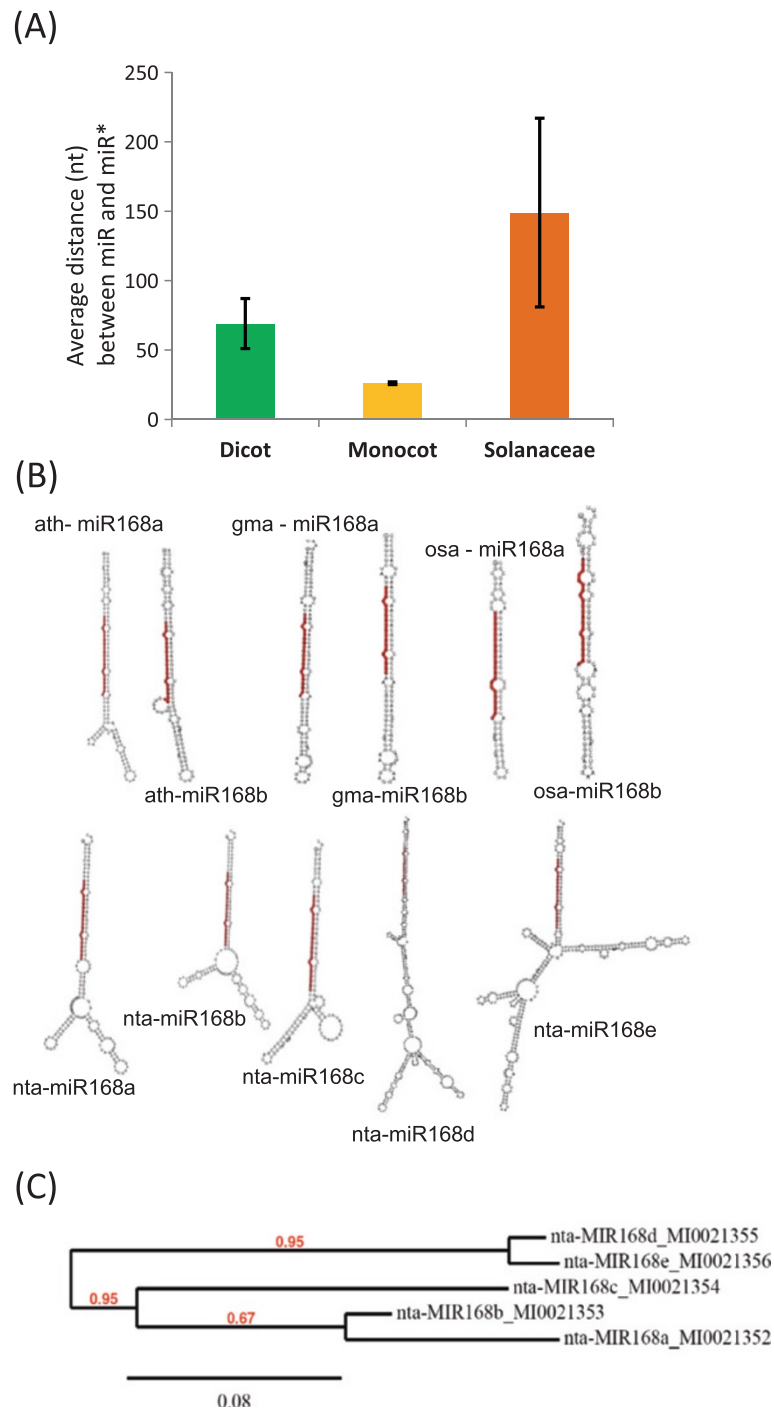 (A)
Average distance (nt)
between miR and miR*
250
200
150
100
50
0
Dicot
Monocot
Solanaceae
(B)
ath- miR168a
gma - miR168a
osa - miR168a
ath-miR168b
gma-miR168b
osa-miR168b
nta-miR168a
nta-miR168b
nta-miR168c
nta-miR168d
nta-miR168e
(C)
0.95
nta-MIR168d_MI0021355
nta-MIR168e_MI0021356
0.95
nta-MIR168c_MI0021354
0.67
nta-MIR168b_MI0021353
nta-MIR168a_MI0021352
0.08